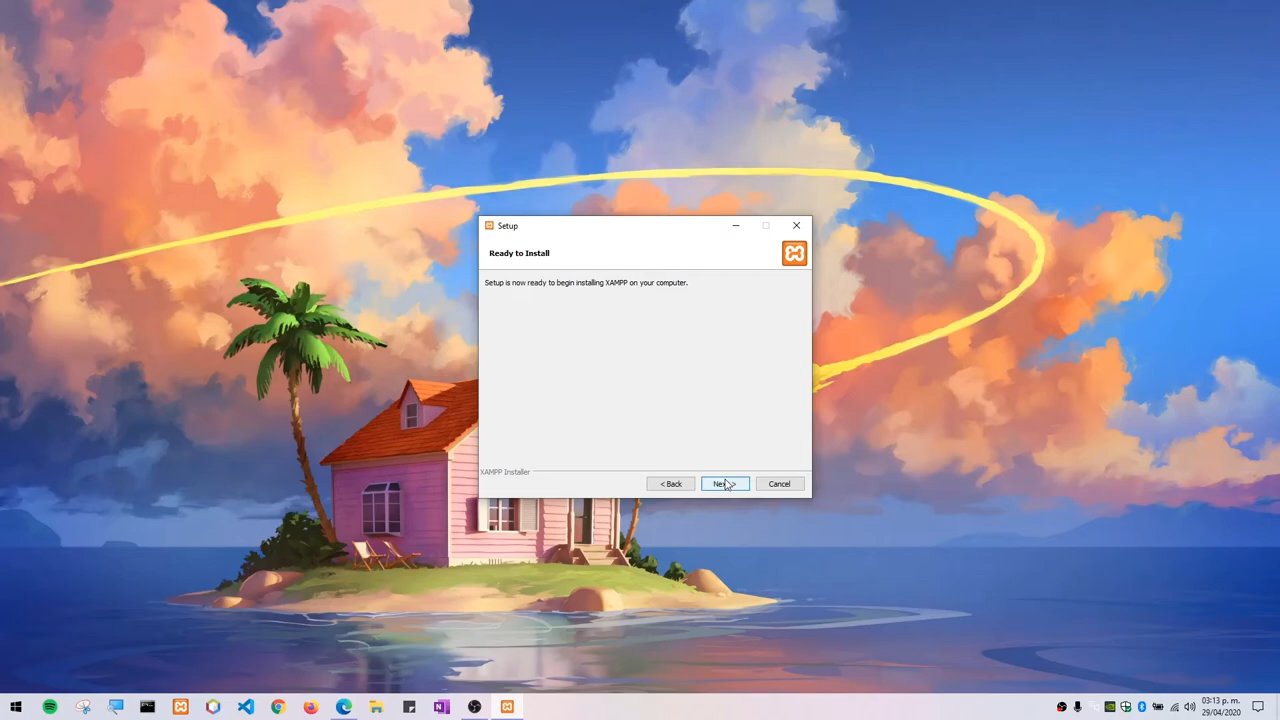 Setup
Ready to Install
Setup is now ready to begin installing XAMPP on your computer.
XAMPP Installer
< Back
Next >
Cancel
03:13 p. m.
29/04/2020